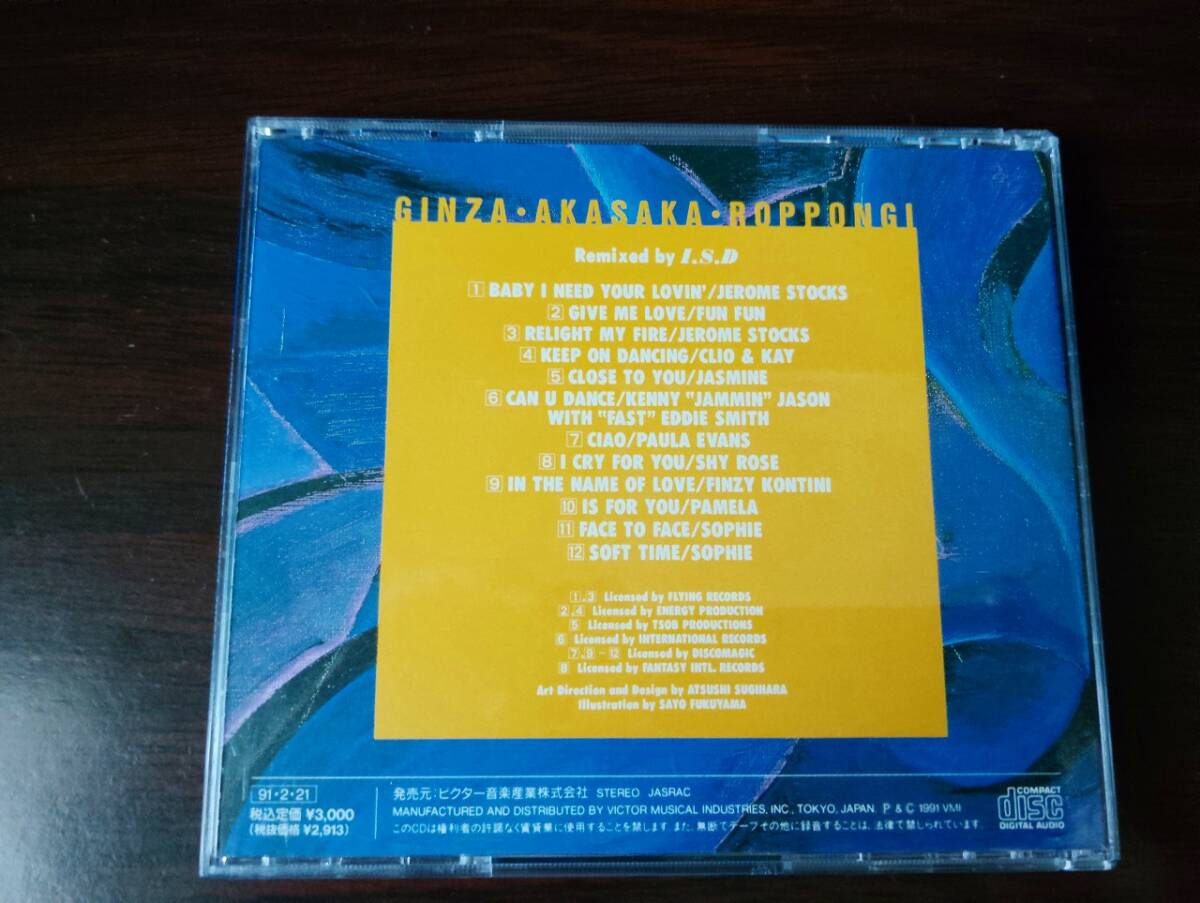 GINZA・AKASAKA・ROPPONGI
Remixed by I.S.D
1 BABY I NEED YOUR LOVIN'/JEROME STOCKS
2 GIVE ME LOVE/FUN FUN
3 RELIGHT MY FIRE/JEROME STOCKS
4 KEEP ON DANCING/CLIO & KAY
5 CLOSE TO YOU/JASMINE
6 CAN U DANCE/KENNY "JAMMIN" JASON
WITH "FAST" EDDIE SMITH
7 CIAO/PAULA EVANS
8 I CRY FOR YOU/SHY ROSE
9 IN THE NAME OF LOVE/FINZY KONTINI
10 IS FOR YOU/PAMELA
11 FACE TO FACE/SOPHIE
12 SOFT TIME/SOPHIE
1.3 Licensed by FLYING RECORDS
2.4 Licensed by ENERGY PRODUCTION
5 Licensed by TSOB PRODUCTIONS
6 Licensed by INTERNATIONAL RECORDS
7.9-12 Licensed by DISCOMAGIC
8 Licensed by FANTASY INTL. RECORDS
Art Direction and Design by ATSUSHI SUGIHARA
Illustration by SAYO FUKUYAMA
91・2・21
税込定価 ¥3,000
(税抜価格 ¥2,913)
発売元:ビクター音楽産業株式会社 STEREO JASRAC
MANUFACTURED AND DISTRIBUTED BY VICTOR MUSICAL INDUSTRIES, INC., TOKYO, JAPAN. P & C 1991 VMI
このCDは権利者の許諾なく賃貸業に使用することを禁じます。また、無断でテープその他に録音することは、法律で禁じられています。
COMPACT
disc
DIGITAL AUDIO